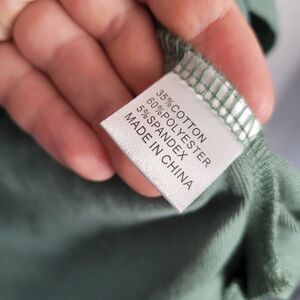 35%COTTON
60%POLYESTER
5%SPANDEX
MADE IN CHINA